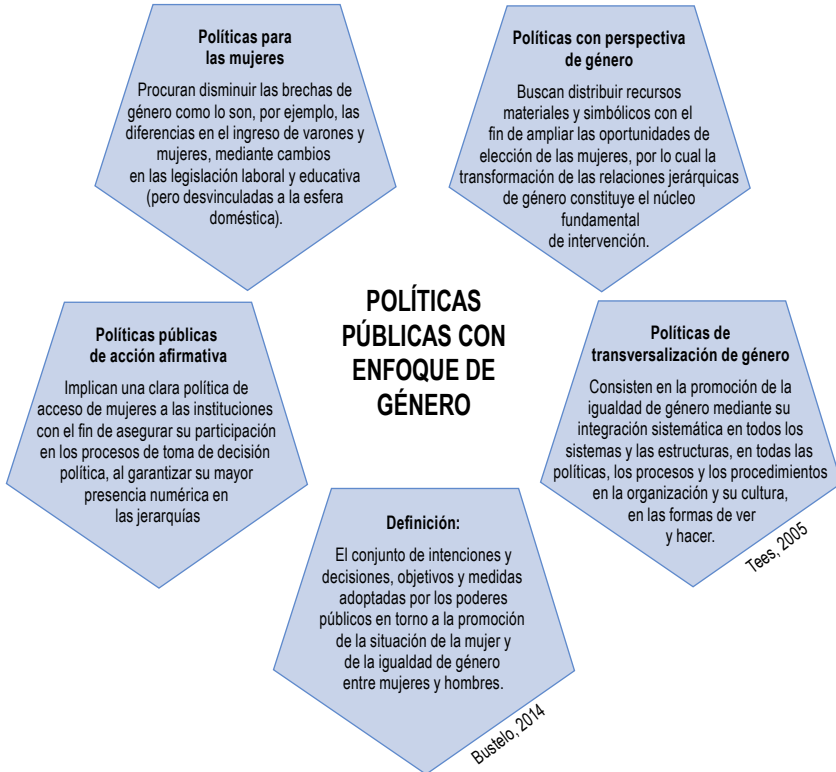 Políticas para
las mujeres
Procuran disminuir las brechas de
género como lo son, por ejemplo, las
diferencias en el ingreso de varones y
mujeres, mediante cambios
en las legislación laboral y educativa
(pero desvinculadas a la esfera
doméstica).
Políticas con perspectiva
de género
Buscan distribuir recursos
materiales y simbólicos con el
fin de ampliar las oportunidades de
elección de las mujeres, por lo cual la
transformación de las relaciones jerárquicas
de género constituye el núcleo
fundamental
de intervención.
POLÍTICAS
PÚBLICAS CON
ENFOQUE DE
GÉNERO
Políticas públicas
de acción afirmativa
Implican una clara política de
acceso de mujeres a las instituciones
con el fin de asegurar su participación
en los procesos de toma de decisión
política, al garantizar su mayor
presencia numérica en
las jerarquías
Políticas de
transversalización de género
Consisten en la promoción de la
igualdad de género mediante su
integración sistemática en todos los
sistemas y las estructuras, en todas las
políticas, los procesos y los procedimientos
en la organización y su cultura,
en las formas de ver
y hacer.
Tees, 2005
Definición:
El conjunto de intenciones y
decisiones, objetivos y medidas
adoptadas por los poderes
públicos en torno a la promoción
de la situación de la mujer y
de la igualdad de género
entre mujeres y hombres.
Bustelo, 2014